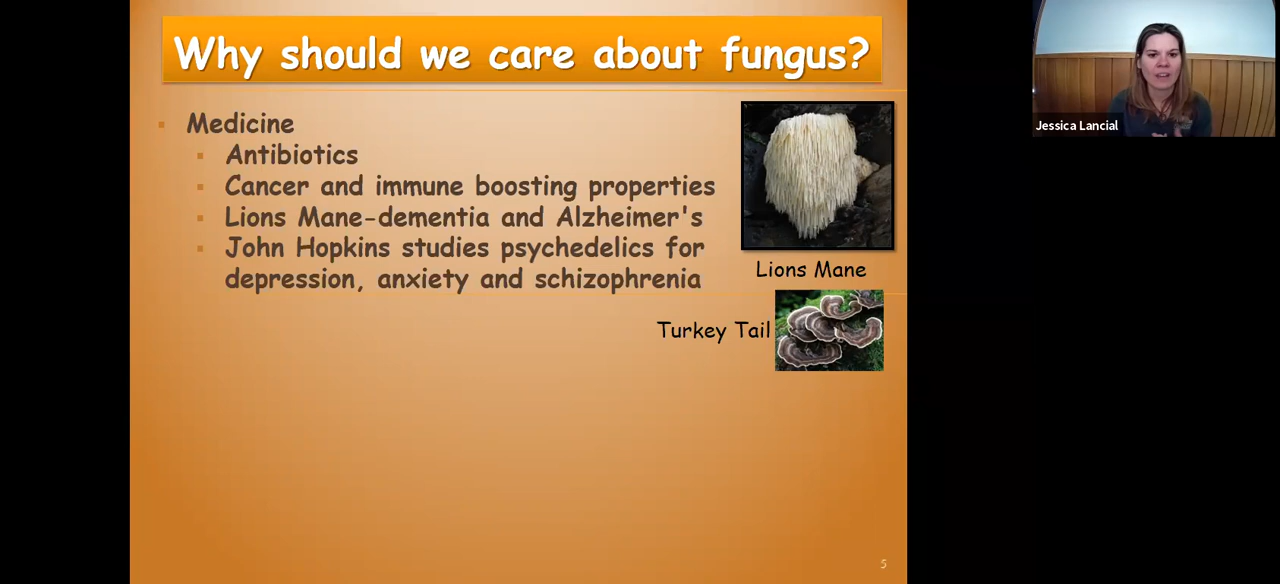 Why should we care about fungus?
Medicine
Antibiotics
Cancer and immune boosting properties
Lions Mane-dementia and Alzheimer's
John Hopkins studies psychedelics for
depression, anxiety and schizophrenia
Lions Mane
Turkey Tail
5
Jessica Lancial